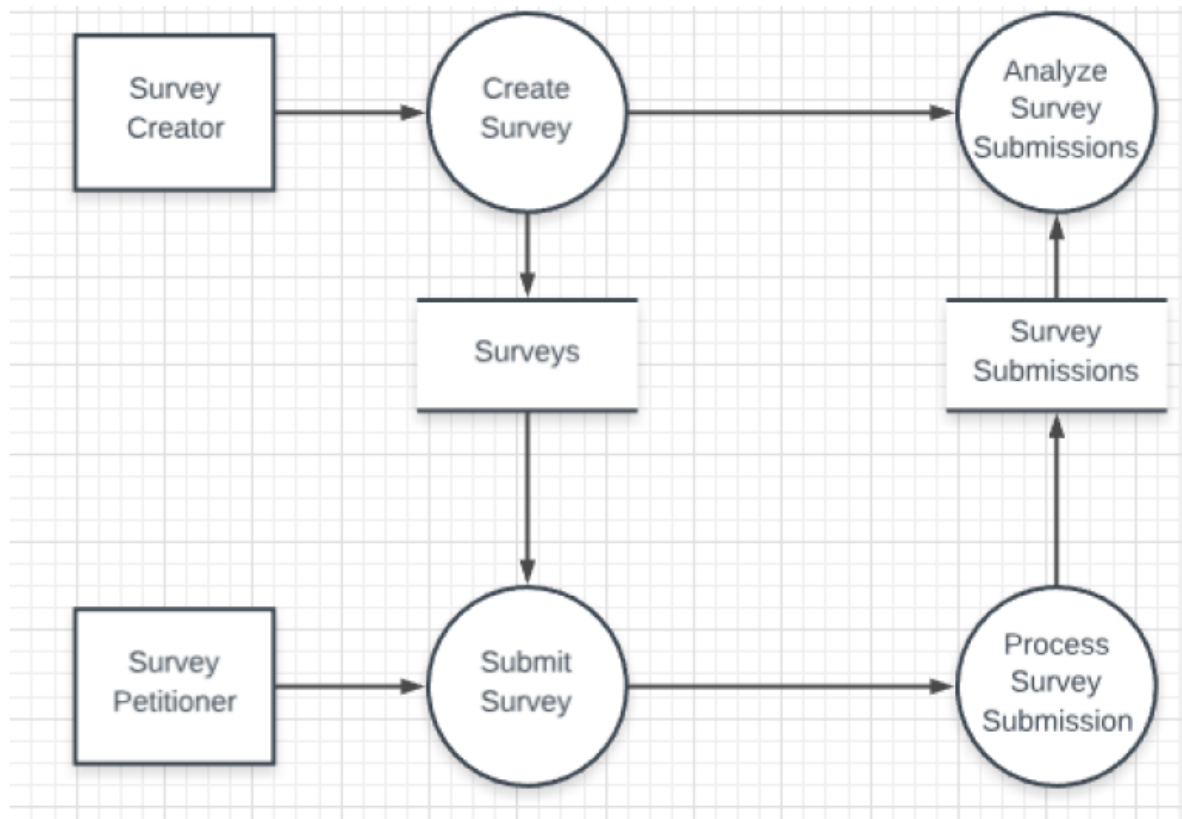 Survey
Creator
Create
Survey
Analyze
Survey
Submissions
Surveys
Survey
Submissions
Survey
Petitioner
Submit
Survey
Process
Survey
Submission